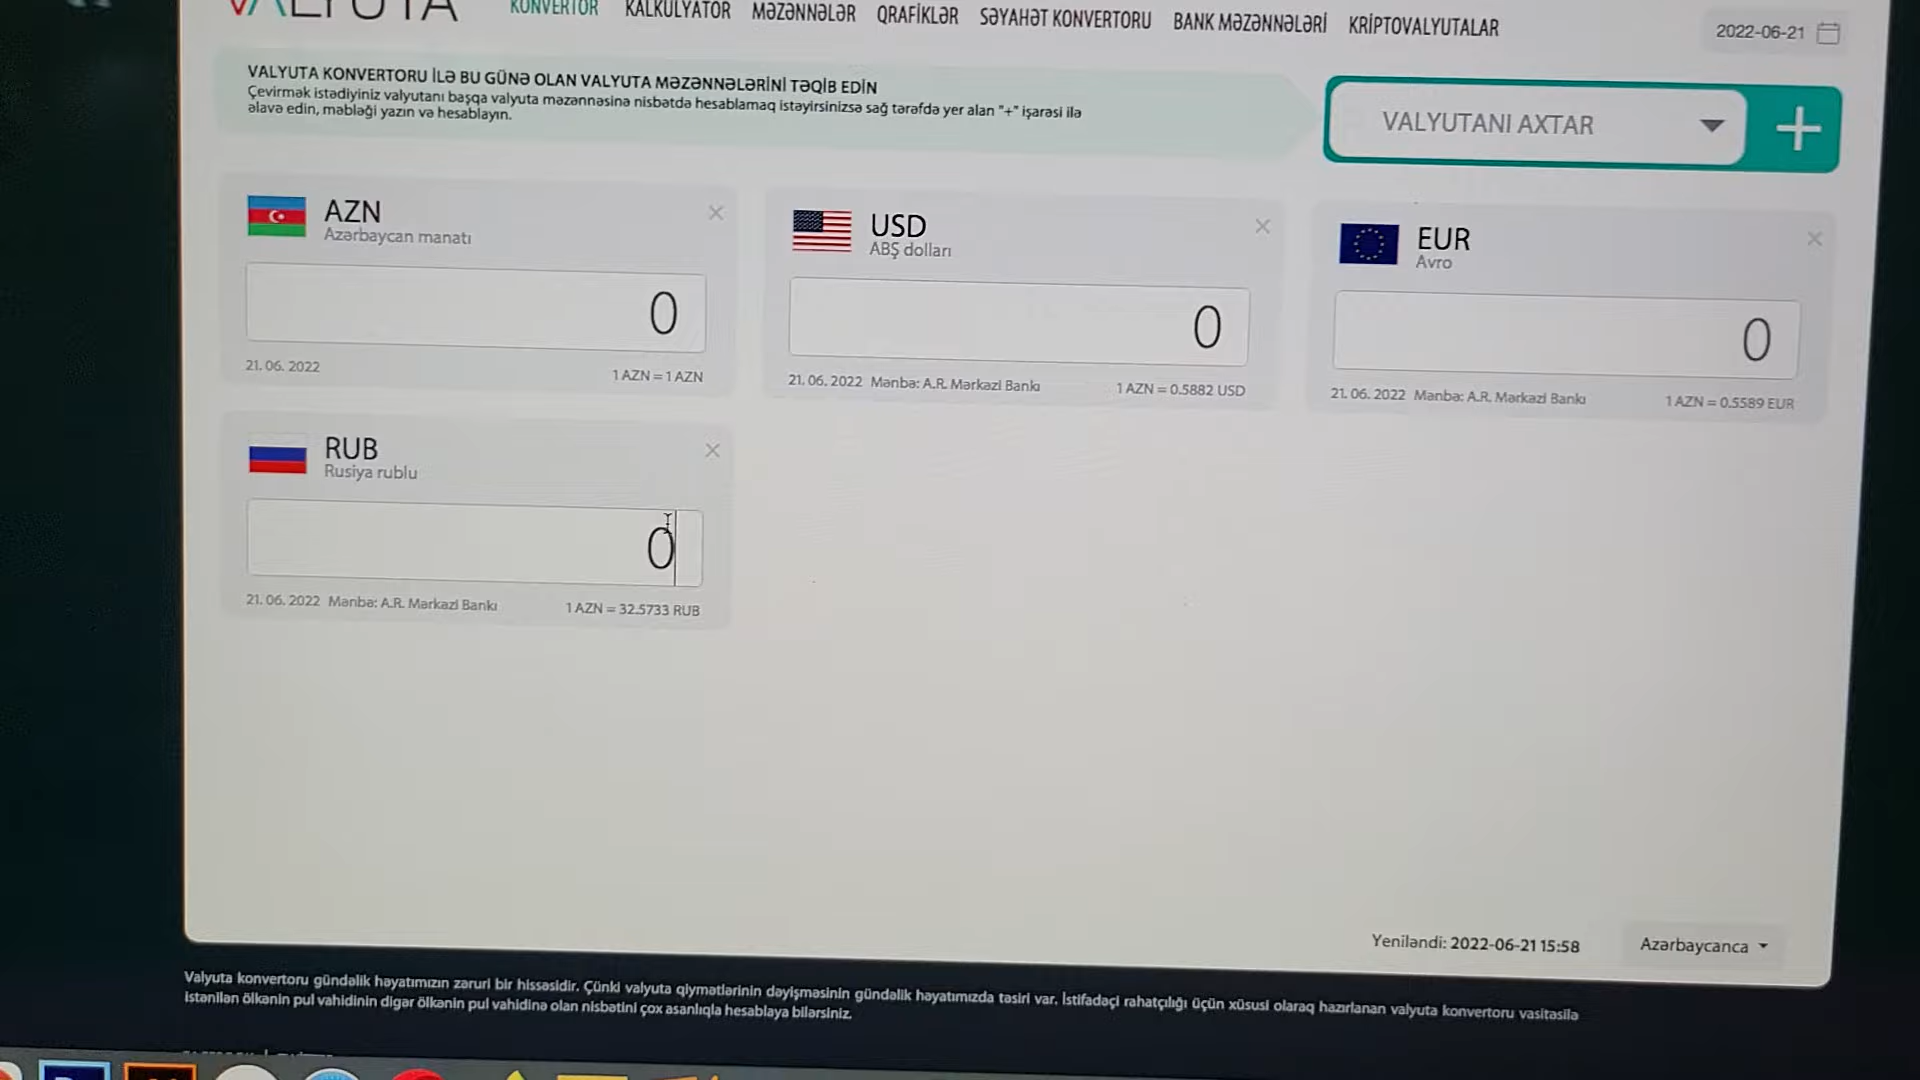 VALYUTA
KONVERTOR KALKULYATOR MƏZƏNNƏLƏR QRAFİKLƏR SƏYAHƏT KONVERTORU BANK MƏZƏNNƏLƏRİ KRİPTOVALYUTALAR
2022-06-21
VALYUTA KONVERTORU İLƏ BU GÜNƏ OLAN VALYUTA MƏZƏNNƏLƏRİNİ TƏQİB EDİN
Çevirmək istədiyiniz valyutanı başqa valyuta məzənnəsinə nisbətdə hesablamaq istəyirsinizsə sağ tərəfdə yer alan "+" işarəsi ilə
əlavə edin, məbləği yazın və hesablayın.
VALYUTANI AXTAR
AZN
Azərbaycan manatı
0
21. 06. 2022
1 AZN = 1 AZN
USD
ABŞ dolları
0
21. 06. 2022 Mənbə: A.R. Mərkəzi Bankı
1 AZN = 0.5882 USD
EUR
Avro
0
21. 06. 2022 Mənbə: A.R. Mərkəzi Bankı
1 AZN = 0.5589 EUR
RUB
Rusiya rublu
0
21. 06. 2022 Mənbə: A.R. Mərkəzi Bankı
1 AZN = 32.5733 RUB
Yeniləndi: 2022-06-21 15:58
Azərbaycanca
Valyuta konvertoru gündəlik həyatımızın zəruri bir hissəsidir. Çünki valyuta qiymətlərinin dəyişməsinin gündəlik həyatımızda təsiri var. İstifadəçi rahatçılığı üçün xüsusi olaraq hazırlanan valyuta konvertoru vasitəsilə
istənilən ölkənin pul vahidinin digər ölkənin pul vahidinə olan nisbətini çox asanlıqla hesablaya bilərsiniz.